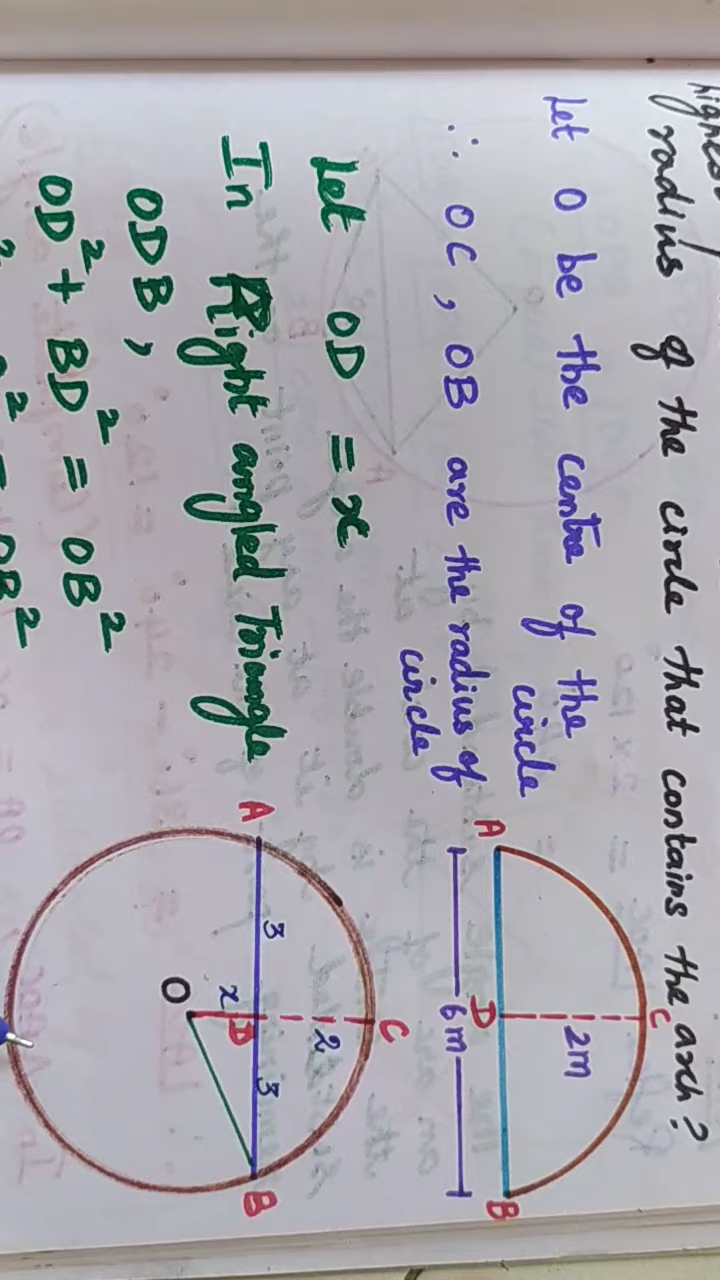 radius of the circle that contains the arch?
Let O be the centre of the
circle
∴ OC, OB are the radius of
circle
Let OD = x
In Right angled Triangle
ODB,
OD² + BD² = OB²
A
C
2m
D
6m
B
A
3
C
2
D
x
O
3
B